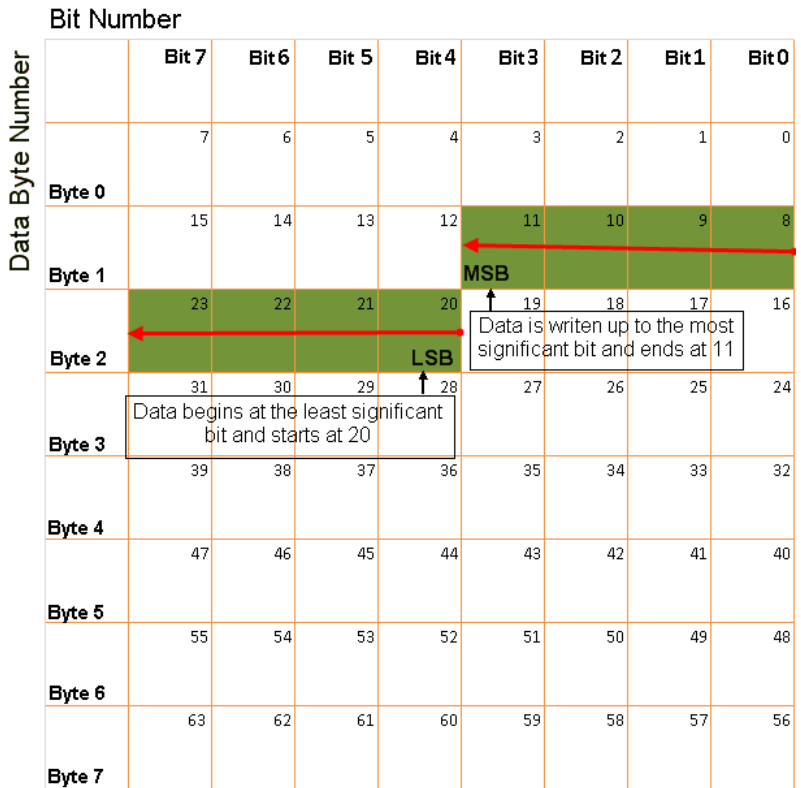 Bit Number
Data Byte Number
Bit 7 Bit 6 Bit 5 Bit 4 Bit 3 Bit 2 Bit 1 Bit 0
7 6 5 4 3 2 1 0
Byte 0
15 14 13 12 11 10 9 8
Byte 1 MSB
23 22 21 20 19 18 17 16
Data is writen up to the most
significant bit and ends at 11
Byte 2 LSB
31 30 29 28 27 26 25 24
Data begins at the least significant
bit and starts at 20
Byte 3
39 38 37 36 35 34 33 32
Byte 4
47 46 45 44 43 42 41 40
Byte 5
55 54 53 52 51 50 49 48
Byte 6
63 62 61 60 59 58 57 56
Byte 7